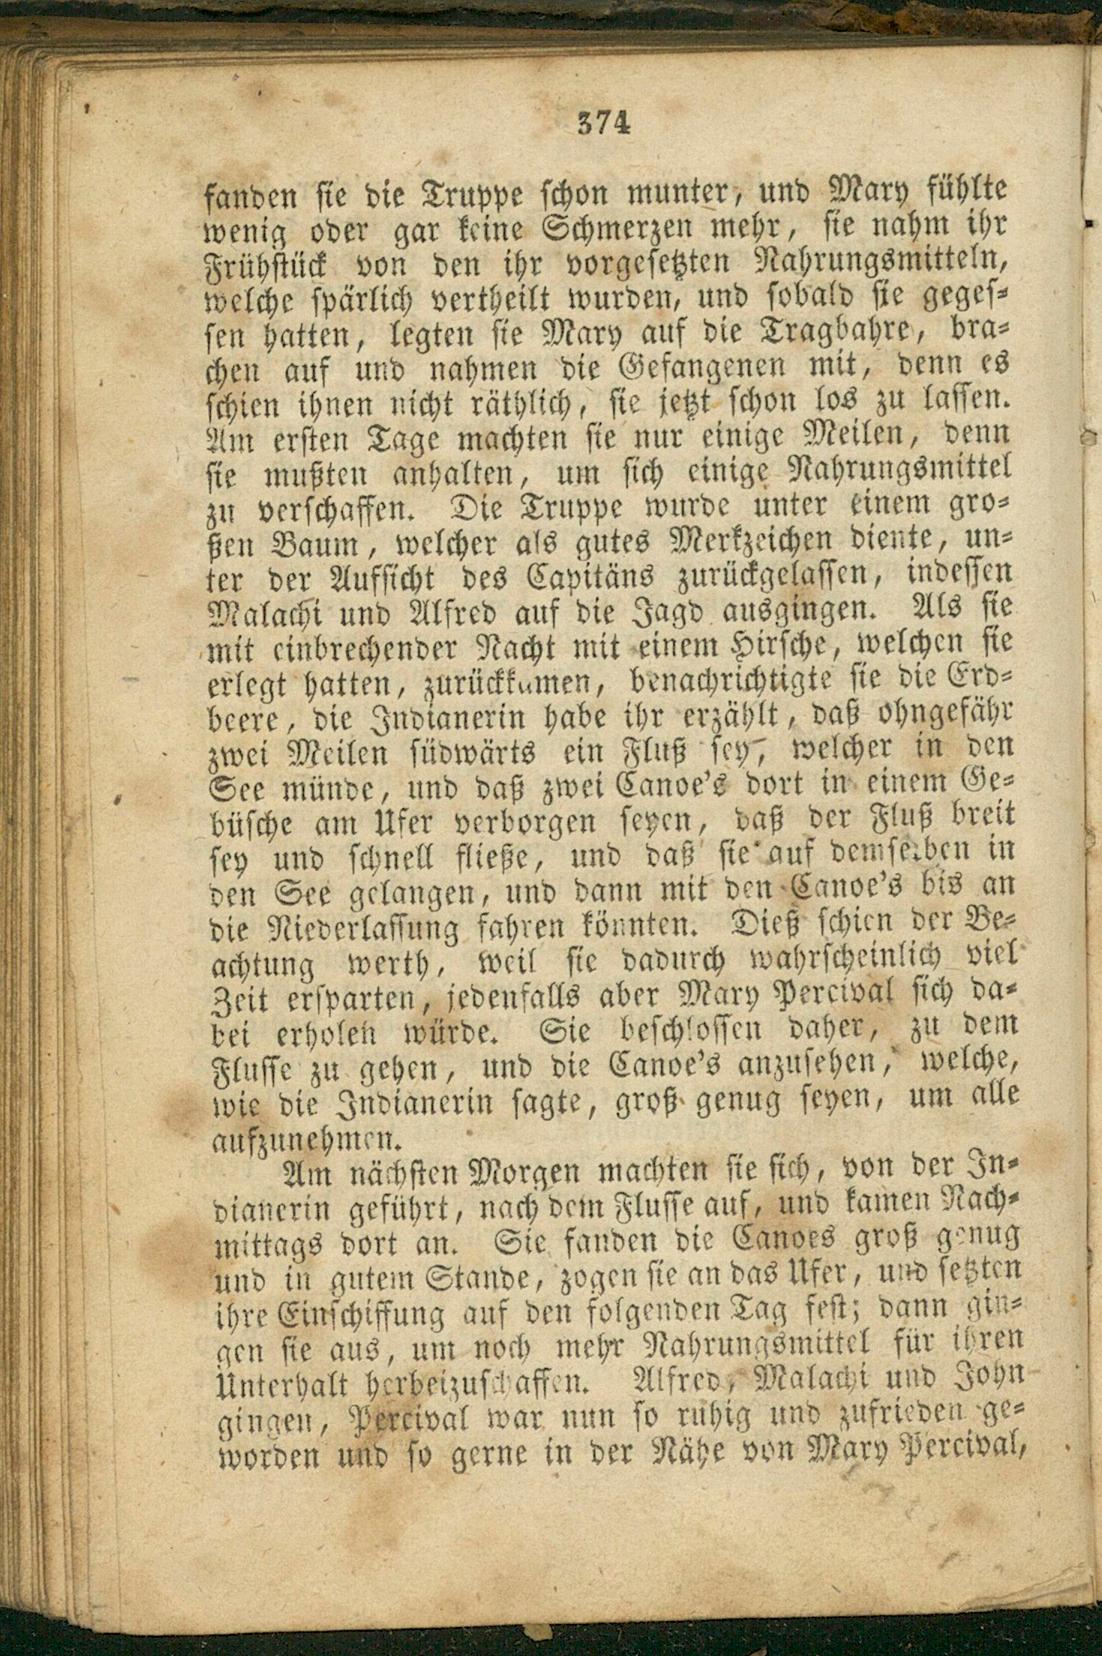 374
fanden sie die Truppe schon munter, und Mary fühlte
wenig oder gar keine Schmerzen mehr, sie nahm ihr
Frühstück von den ihr vorgesetzten Nahrungsmitteln,
welche spärlich vertheilt wurden, und sobald sie geges-
sen hatten, legten sie Mary auf die Tragbahre, bra-
chen auf und nahmen die Gefangenen mit, denn es
schien ihnen nicht räthlich, sie jetzt schon los zu lassen.
Am ersten Tage machten sie nur einige Meilen, denn
sie mußten anhalten, um sich einige Nahrungsmittel
zu verschaffen. Die Truppe wurde unter einem gro-
ßen Baum, welcher als gutes Merkzeichen diente, un-
ter der Aufsicht des Capitäns zurückgelassen, indessen
Malachi und Alfred auf die Jagd ausgingen. Als sie
mit einbrechender Nacht mit einem Hirsche, welchen sie
erlegt hatten, zurückkamen, benachrichtigte sie die Erd-
beere, die Indianerin habe ihr erzählt, daß ohngefähr
zwei Meilen südwärts ein Fluß sey, welcher in den
See münde, und daß zwei Canoe's dort in einem Ge-
büsche am Ufer verborgen seyen, daß der Fluß breit
sey und schnell fließe, und daß sie auf demselben in
den See gelangen, und dann mit den Canoe's bis an
die Niederlassung fahren könnten. Dieß schien der Be-
achtung werth, weil sie dadurch wahrscheinlich viel
Zeit ersparten, jedenfalls aber Mary Percival sich da-
bei erholen würde. Sie beschlossen daher, zu dem
Flusse zu gehen, und die Canoe's anzusehen, welche,
wie die Indianerin sagte, groß genug seyen, um alle
aufzunehmen.
Am nächsten Morgen machten sie sich, von der In-
dianerin geführt, nach dem Flusse auf, und kamen Nach-
mittags dort an. Sie fanden die Canoes groß genug
und in gutem Stande, zogen sie an das Ufer, und setzten
ihre Einschiffung auf den folgenden Tag fest; dann gin-
gen sie aus, um noch mehr Nahrungsmittel für ihren
Unterhalt herbeizuschaffen. Alfred, Malachi und John
gingen, Percival war nun so ruhig und zufrieden ge-
worden und so gerne in der Nähe von Mary Percival,